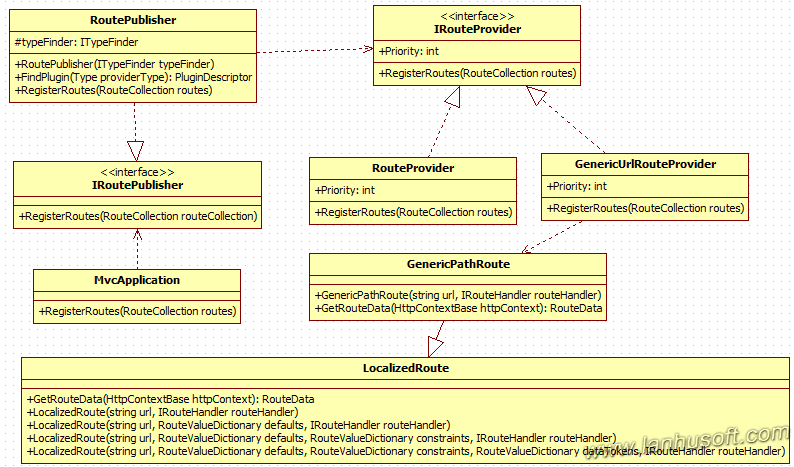 RoutePublisher
#typeFinder: ITypeFinder
+RoutePublisher(ITypeFinder typeFinder)
+FindPlugin(Type providerType): PluginDescriptor
+RegisterRoutes(RouteCollection routes)
<<interface>>
IRouteProvider
+Priority: int
+RegisterRoutes(RouteCollection routes)
<<interface>>
IRoutePublisher
+RegisterRoutes(RouteCollection routeCollection)
RouteProvider
+Priority: int
+RegisterRoutes(RouteCollection routes)
GenericUrlRouteProvider
+Priority: int
+RegisterRoutes(RouteCollection routes)
MvcApplication
+RegisterRoutes(RouteCollection routes)
GenericPathRoute
+GenericPathRoute(string url, IRouteHandler routeHandler)
+GetRouteData(HttpContextBase httpContext): RouteData
LocalizedRoute
+GetRouteData(HttpContextBase httpContext): RouteData
+LocalizedRoute(string url, IRouteHandler routeHandler)
+LocalizedRoute(string url, RouteValueDictionary defaults, IRouteHandler routeHandler)
+LocalizedRoute(string url, RouteValueDictionary defaults, RouteValueDictionary constraints, IRouteHandler routeHandler)
+LocalizedRoute(string url, RouteValueDictionary defaults, RouteValueDictionary constraints, RouteValueDictionary dataTokens, IRouteHandler routeHandler)
www.lanhusoft.com